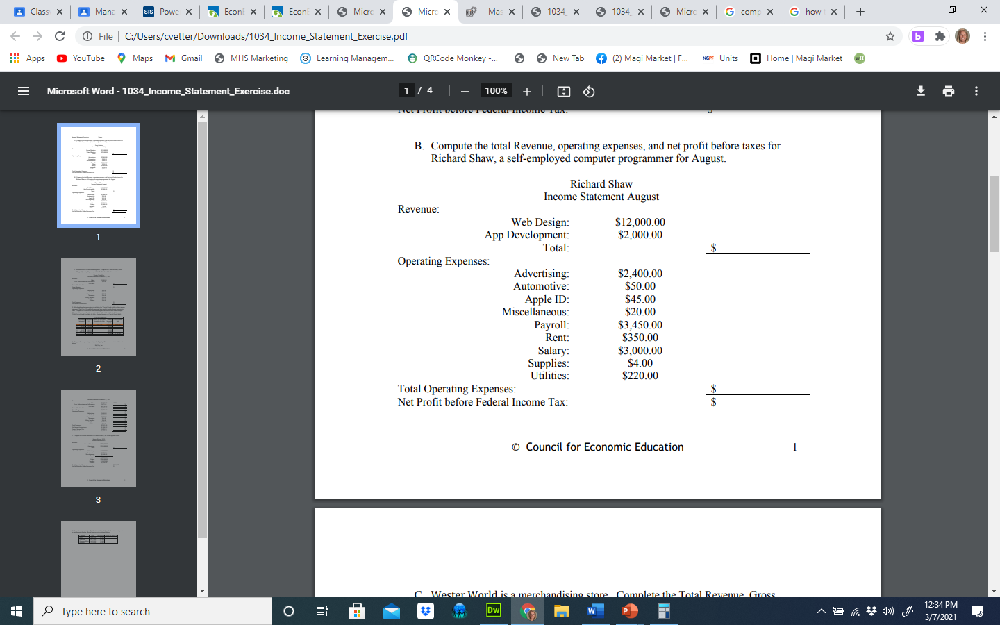 Class
Mana
SIS Powe
EconE
EconE
Micro
Micro
HUB - Mas
1034_
1034_
Micro
comp
how
File C:/Users/cvetter/Downloads/1034_Income_Statement_Exercise.pdf
Apps YouTube Maps Gmail MHS Marketing Learning Managem... QRCode Monkey -... New Tab (2) Magi Market | F... NGPF Units Home | Magi Market
Microsoft Word - 1034_Income_Statement_Exercise.doc
1 / 4
100%
Net Profit before Federal Income Tax: $
B. Compute the total Revenue, operating expenses, and net profit before taxes for
Richard Shaw, a self-employed computer programmer for August.
Richard Shaw
Income Statement August
Revenue:
Web Design: $12,000.00
App Development: $2,000.00
Total: $
Operating Expenses:
Advertising: $2,400.00
Automotive: $50.00
Apple ID: $45.00
Miscellaneous: $20.00
Payroll: $3,450.00
Rent: $350.00
Salary: $3,000.00
Supplies: $4.00
Utilities: $220.00
Total Operating Expenses: $
Net Profit before Federal Income Tax: $
© Council for Economic Education 1
C. Wester World is a merchandising store. Complete the Total Revenue, Gross
1
2
3
Type here to search
Dw
W
P
12:34 PM
3/7/2021